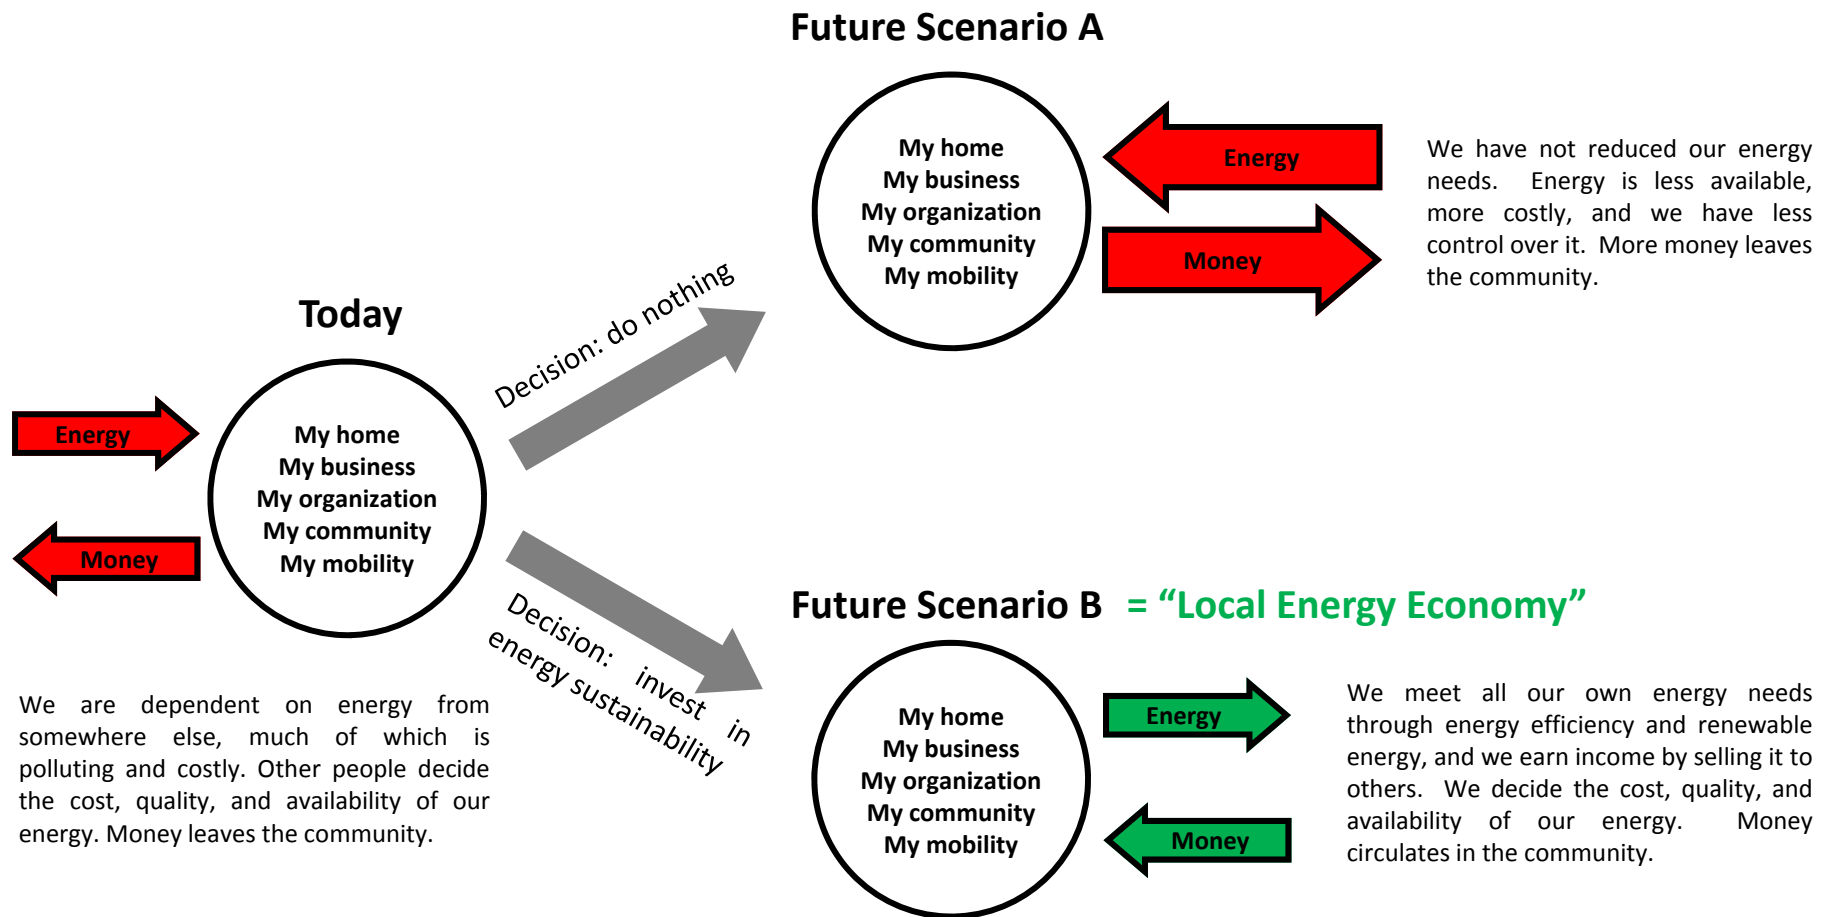 Future Scenario A
My home
My business
My organization
My community
My mobility
Energy
Money
We have not reduced our energy
needs. Energy is less available,
more costly, and we have less
control over it. More money leaves
the community.
Today
Energy
Money
My home
My business
My organization
My community
My mobility
Decision: do nothing
Decision: invest in
energy sustainability
We are dependent on energy from
somewhere else, much of which is
polluting and costly. Other people decide
the cost, quality, and availability of our
energy. Money leaves the community.
Future Scenario B = “Local Energy Economy”
My home
My business
My organization
My community
My mobility
Energy
Money
We meet all our own energy needs
through energy efficiency and renewable
energy, and we earn income by selling it to
others. We decide the cost, quality, and
availability of our energy. Money
circulates in the community.